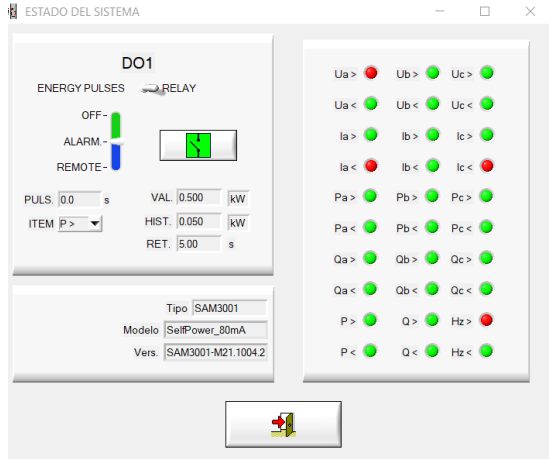 ESTADO DEL SISTEMA
DO1
ENERGY PULSES RELAY
OFF-
ALARM.-
REMOTE-
PULS. 0.0 s
ITEM P >
VAL. 0.500 kW
HIST. 0.050 kW
RET. 5.00 s
Tipo SAM3001
Modelo SelfPower_80mA
Vers. SAM3001-M21.1004.2
Ua > Ub > Uc >
Ua < Ub < Uc <
Ia > Ib > Ic >
Ia < Ib < Ic <
Pa > Pb > Pc >
Pa < Pb < Pc <
Qa > Qb > Qc >
Qa < Qb < Qc <
P > Q > Hz >
P < Q < Hz <